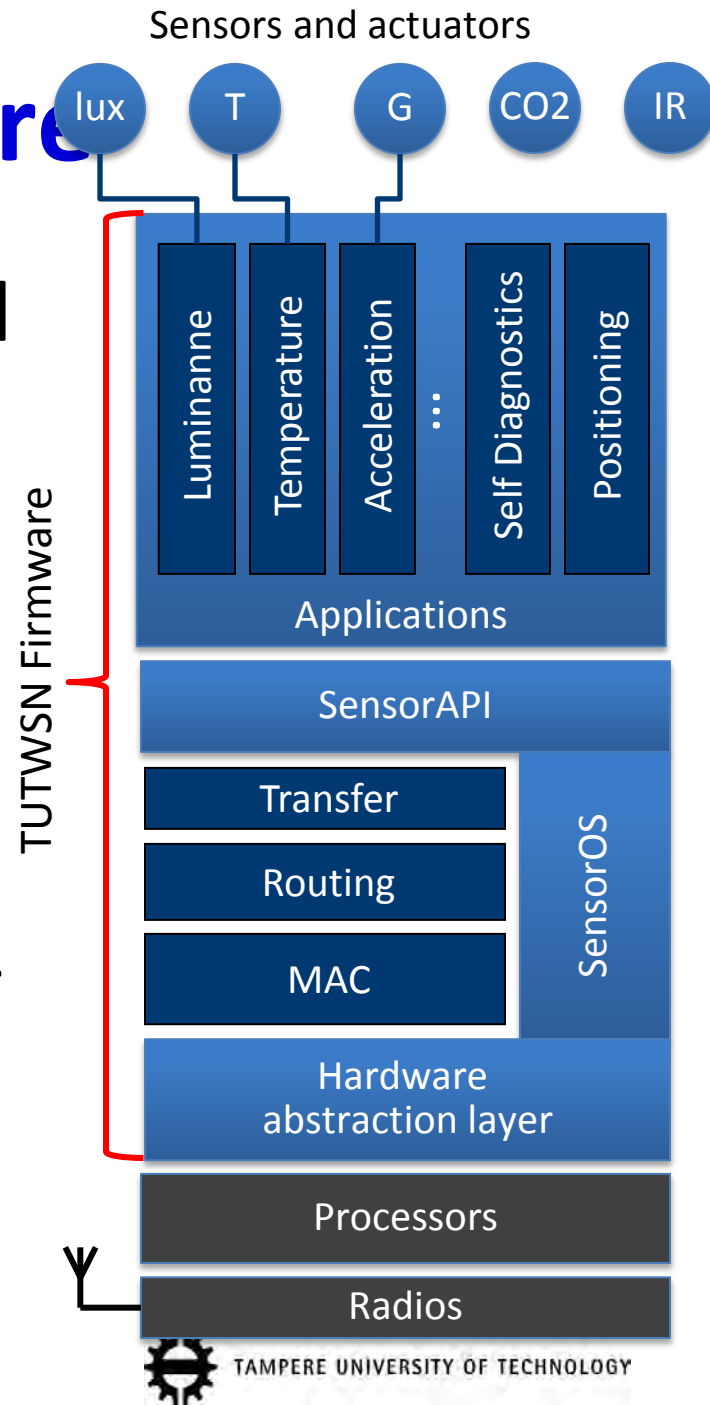 Sensors and actuators
re
lux
T
G
CO2
IR
TUTWSN Firmware
Luminanne
Temperature
Acceleration
...
Self Diagnostics
Positioning
Applications
SensorAPI
Transfer
Routing
MAC
SensorOS
Hardware
abstraction layer
Processors
Radios
TAMPERE UNIVERSITY OF TECHNOLOGY